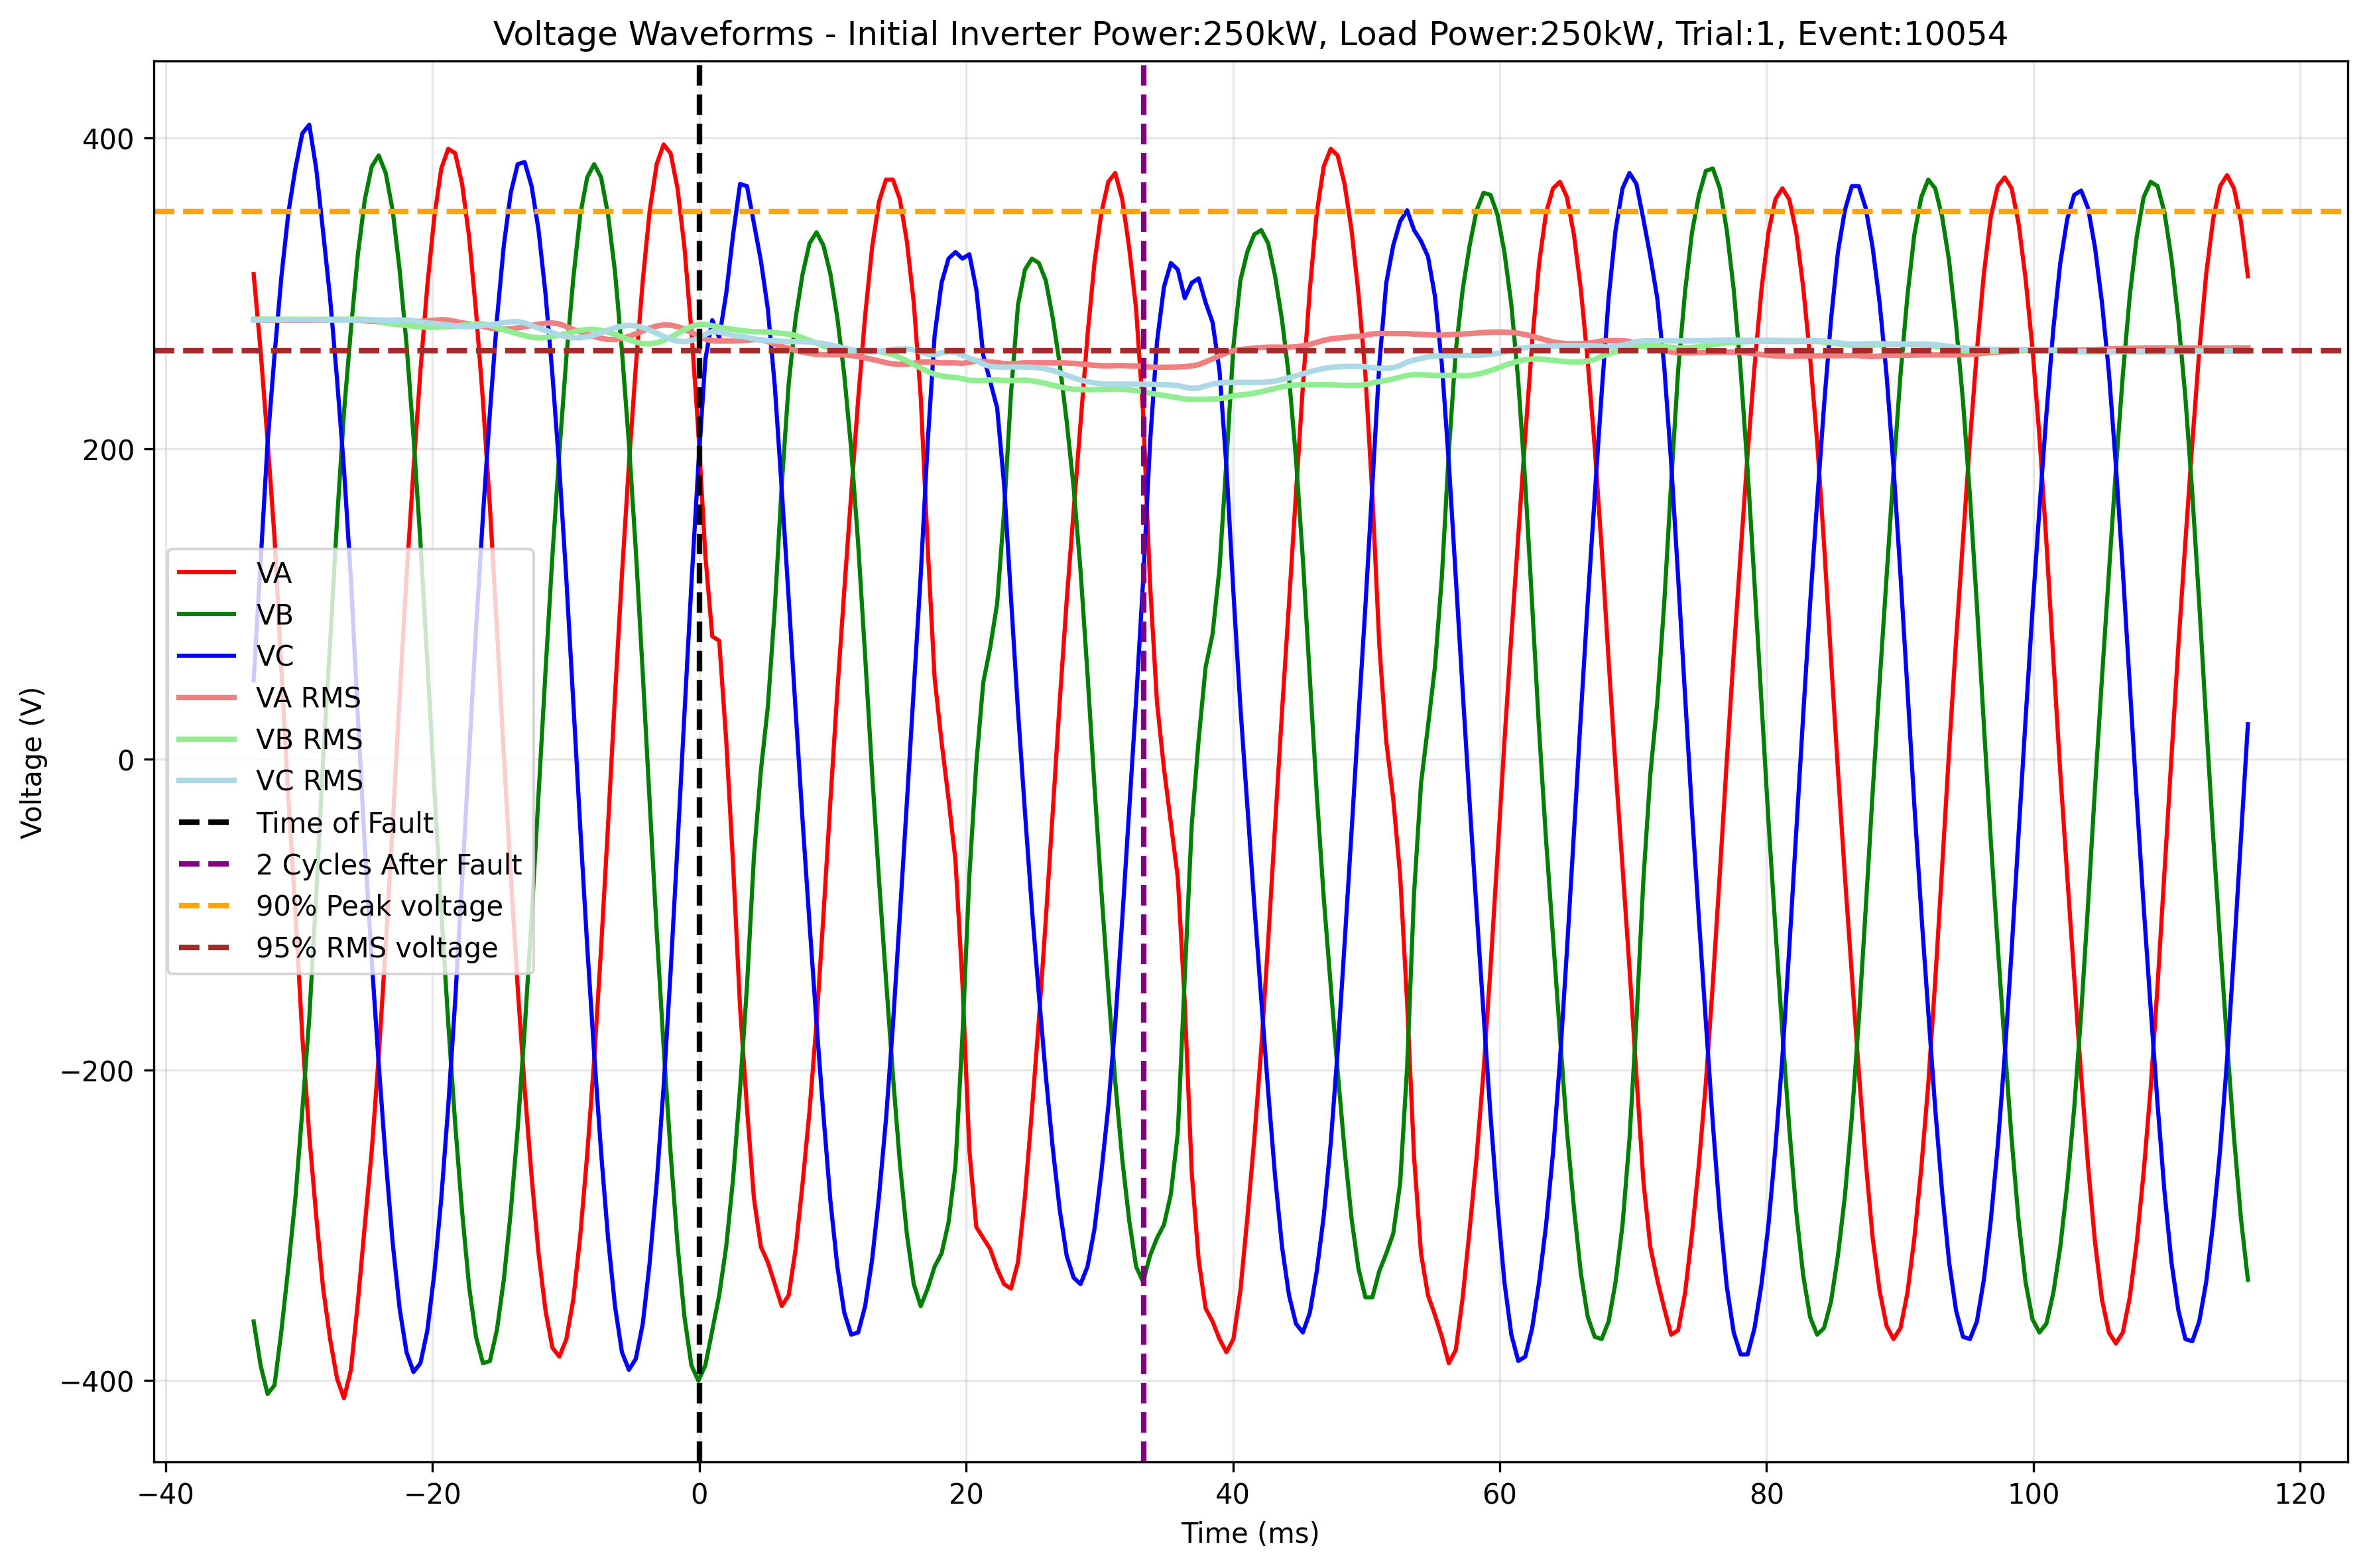 Voltage Waveforms - Initial Inverter Power:250kW, Load Power:250kW, Trial:1, Event:10054
Voltage (V)
400
200
0
−200
−400
VA
VB
VC
VA RMS
VB RMS
VC RMS
Time of Fault
2 Cycles After Fault
90% Peak voltage
95% RMS voltage
−40 −20 0 20 40 60 80 100 120
Time (ms)